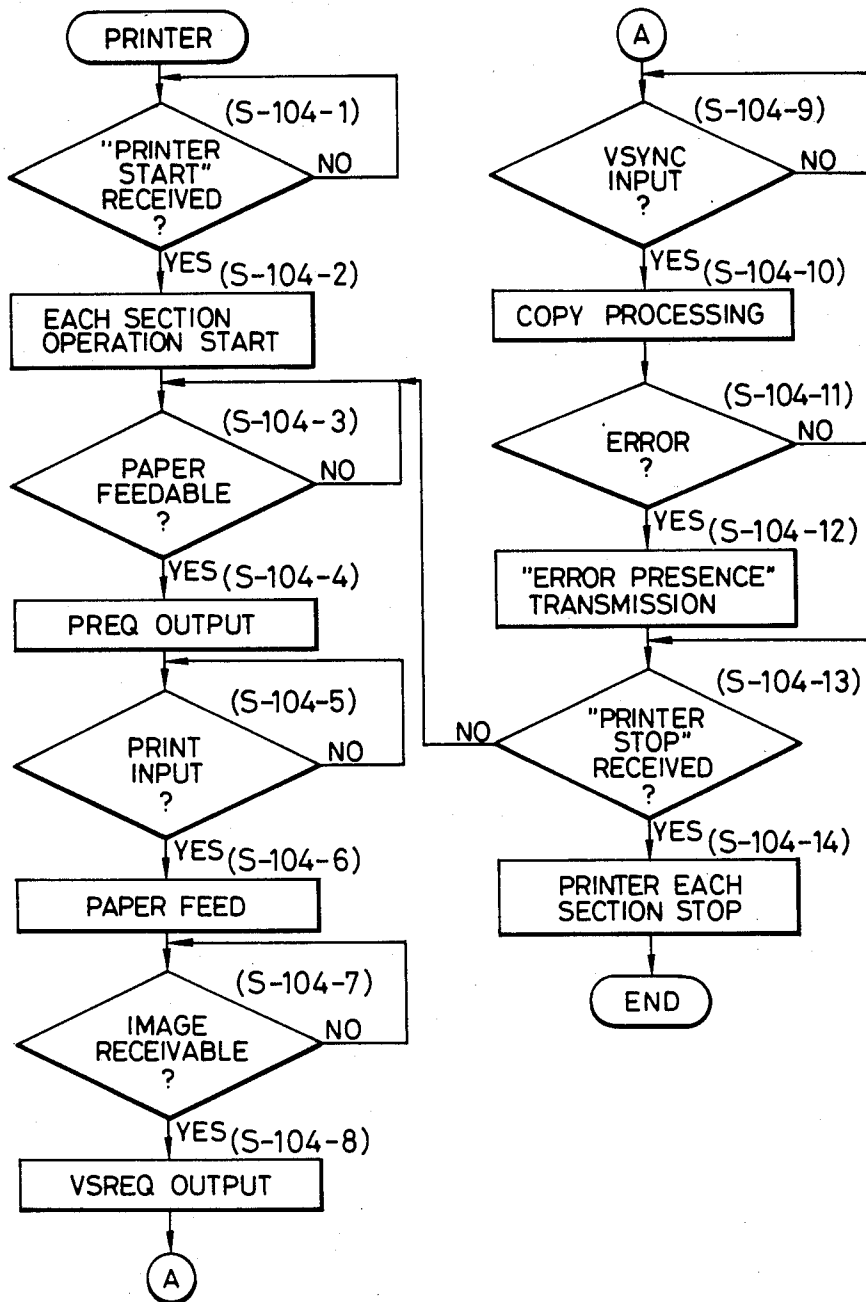 PRINTER
(S-104-1)
"PRINTER
START"
RECEIVED
?
NO
YES
(S-104-2)
EACH SECTION
OPERATION START
(S-104-3)
PAPER
FEEDABLE
?
NO
YES
(S-104-4)
PREQ OUTPUT
(S-104-5)
PRINT
INPUT
?
NO
YES
(S-104-6)
PAPER FEED
(S-104-7)
IMAGE
RECEIVABLE
?
NO
YES
(S-104-8)
VSREQ OUTPUT
A
A
(S-104-9)
VSYNC
INPUT
?
NO
YES
(S-104-10)
COPY PROCESSING
(S-104-11)
ERROR
?
NO
YES
(S-104-12)
"ERROR PRESENCE"
TRANSMISSION
(S-104-13)
"PRINTER
STOP"
RECEIVED
?
NO
YES
(S-104-14)
PRINTER EACH
SECTION STOP
END